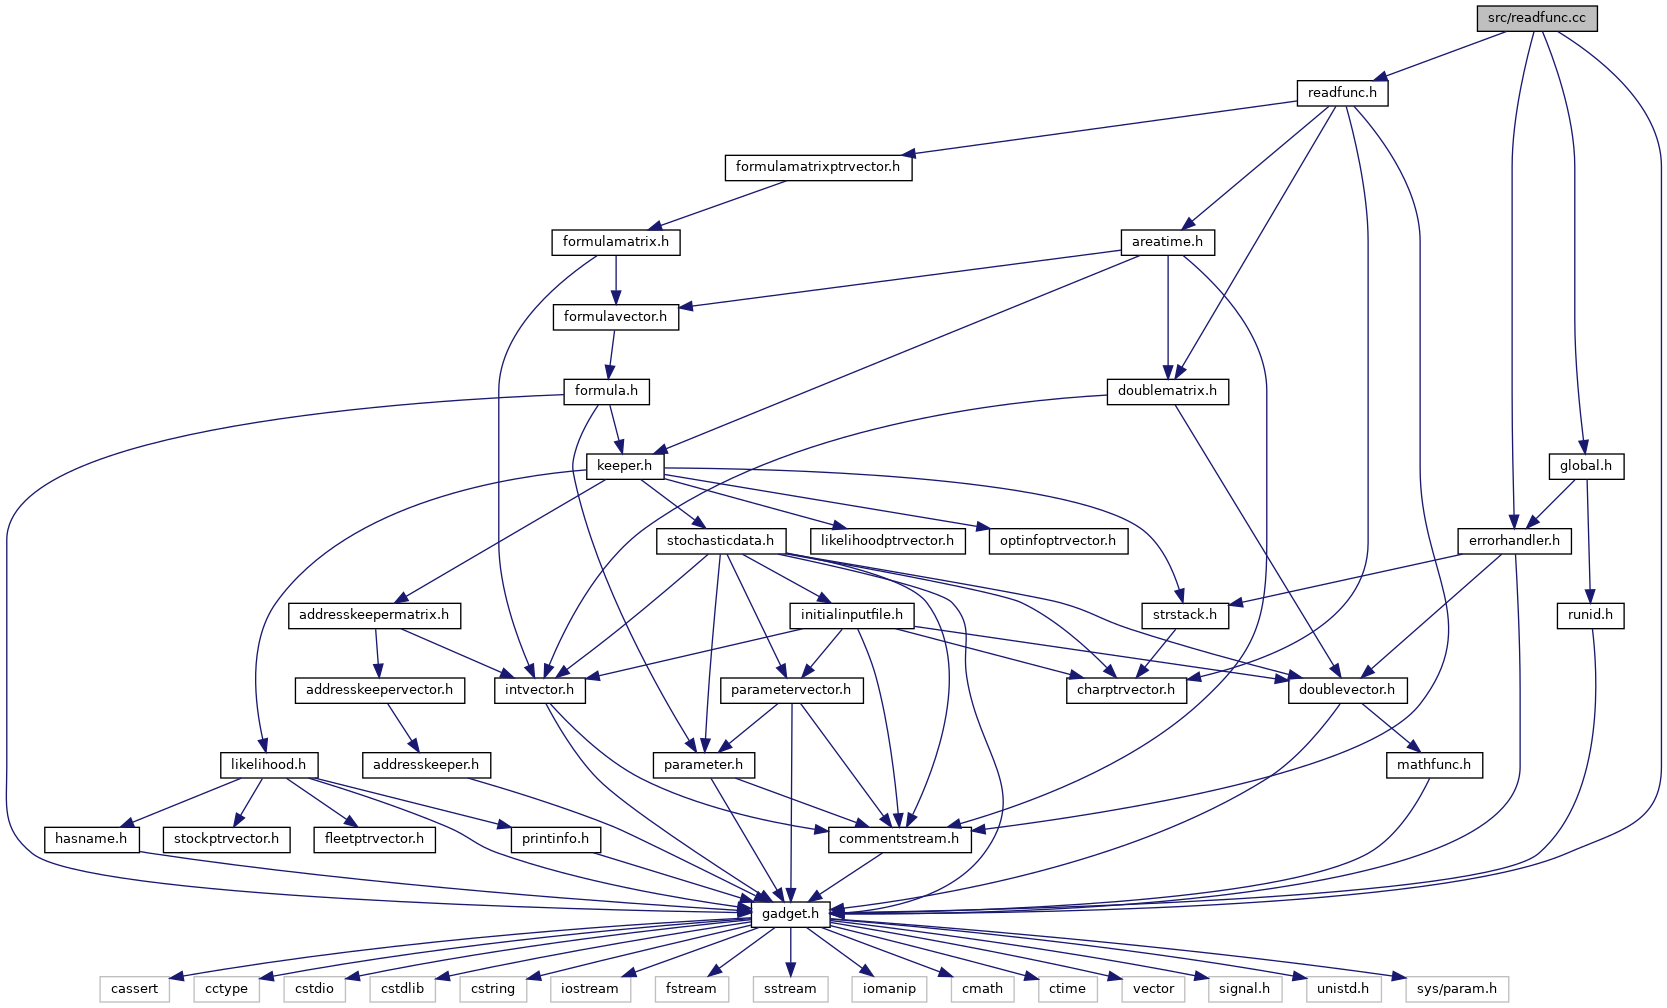 src/readfunc.cc
readfunc.h
formulamatrixptrvector.h
formulamatrix.h
areatime.h
formulavector.h
formula.h
doublematrix.h
keeper.h
global.h
stochasticdata.h
likelihoodptrvector.h
optinfoptrvector.h
errorhandler.h
addresskeepermatrix.h
initialinputfile.h
strstack.h
runid.h
addresskeepervector.h
intvector.h
parametervector.h
charptrvector.h
doublevector.h
likelihood.h
addresskeeper.h
parameter.h
mathfunc.h
hasname.h
stockptrvector.h
fleetptrvector.h
printinfo.h
commentstream.h
gadget.h
cassert
cctype
cstdio
cstdlib
cstring
iostream
fstream
sstream
iomanip
cmath
ctime
vector
signal.h
unistd.h
sys/param.h